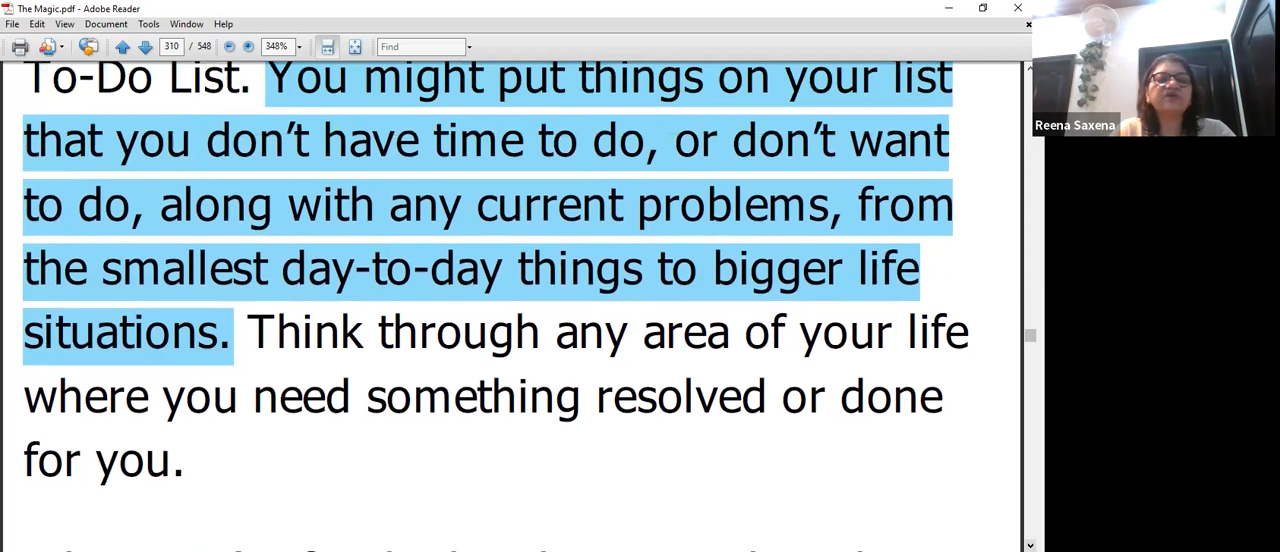 The Magic.pdf - Adobe Reader
File Edit View Document Tools Window Help
310 / 548 348% Find
To-Do List. You might put things on your list
that you don’t have time to do, or don’t want
to do, along with any current problems, from
the smallest day-to-day things to bigger life
situations. Think through any area of your life
where you need something resolved or done
for you.
Reena Saxena